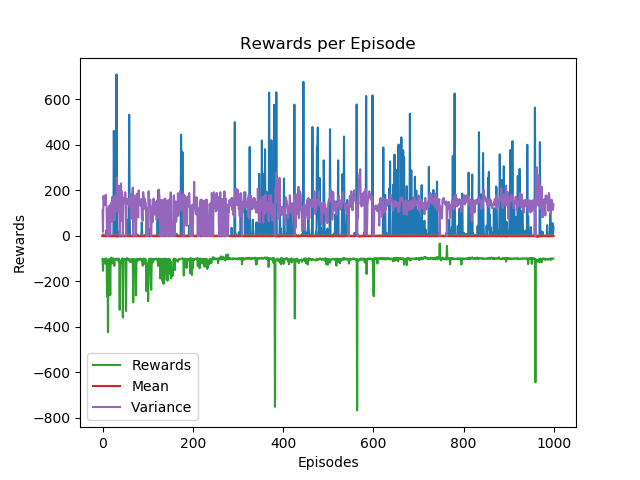 Rewards per Episode
Rewards
600
400
200
0
−200
−400
−600
−800
Rewards
Mean
Variance
0
200
400
600
800
1000
Episodes